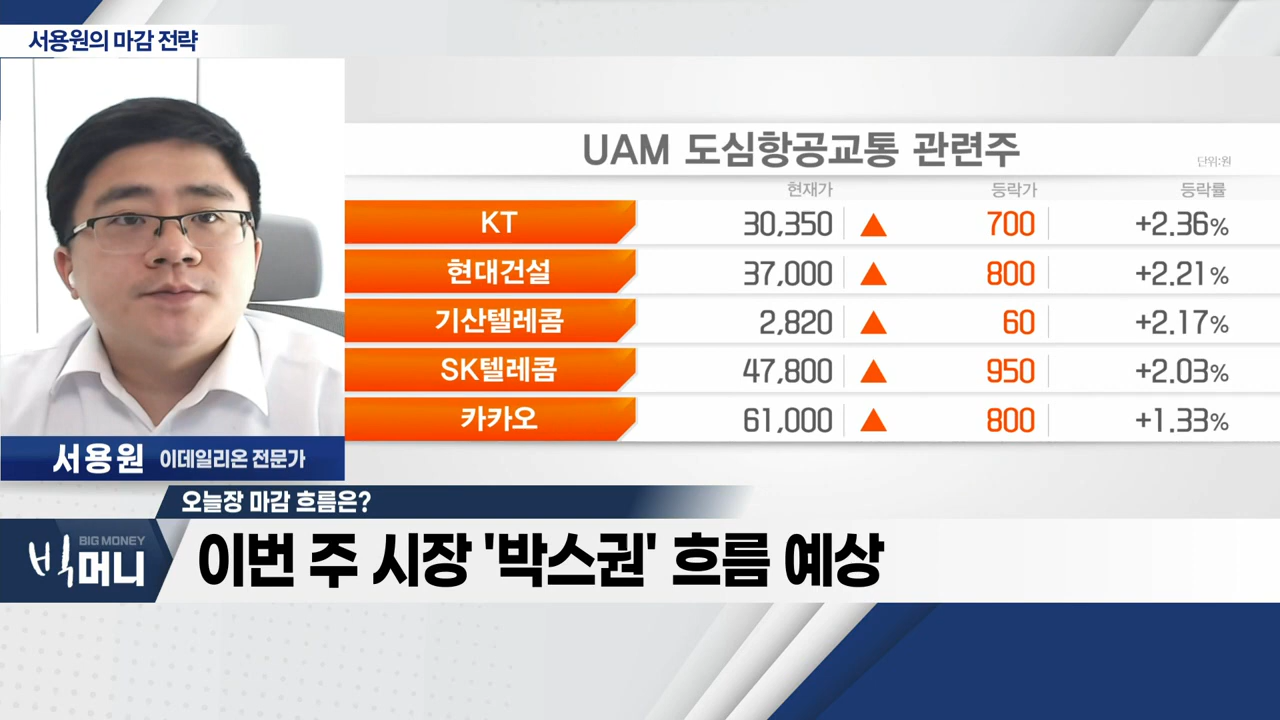 서용원의 마감 전략
UAM 도심항공교통 관련주
단위:원
현재가 등락가 등락률
KT 30,350 ▲ 700 +2.36%
현대건설 37,000 ▲ 800 +2.21%
기산텔레콤 2,820 ▲ 60 +2.17%
SK텔레콤 47,800 ▲ 950 +2.03%
카카오 61,000 ▲ 800 +1.33%
서용원 이데일리온 전문가
오늘장 마감 흐름은?
BIG MONEY
빅머니
이번 주 시장 '박스권' 흐름 예상